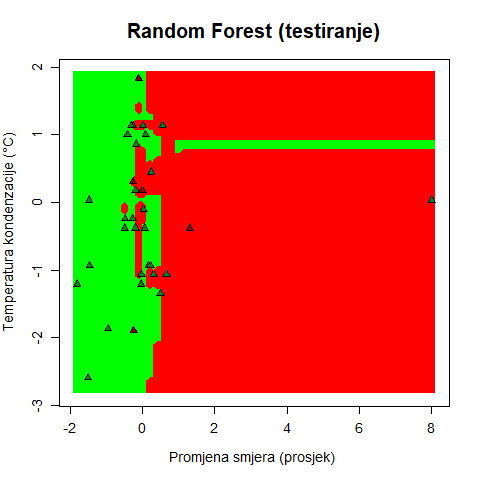 Random Forest (testiranje)
Temperatura kondenzacije (°C)
2
1
0
-1
-2
-3
-2 0 2 4 6 8
Promjena smjera (prosjek)